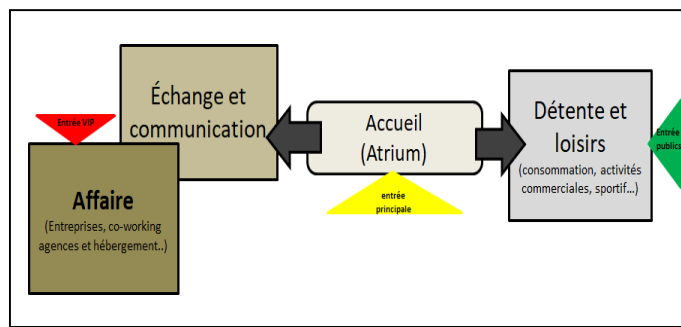 Échange et
communication
Entrée VIP
Affaire
(Entreprises, co-working
agences et hébergement..)
Accueil
(Atrium)
entrée
principale
Détente et
loisirs
(consommation, activités
commerciales, sportif...)
Entrée
publics